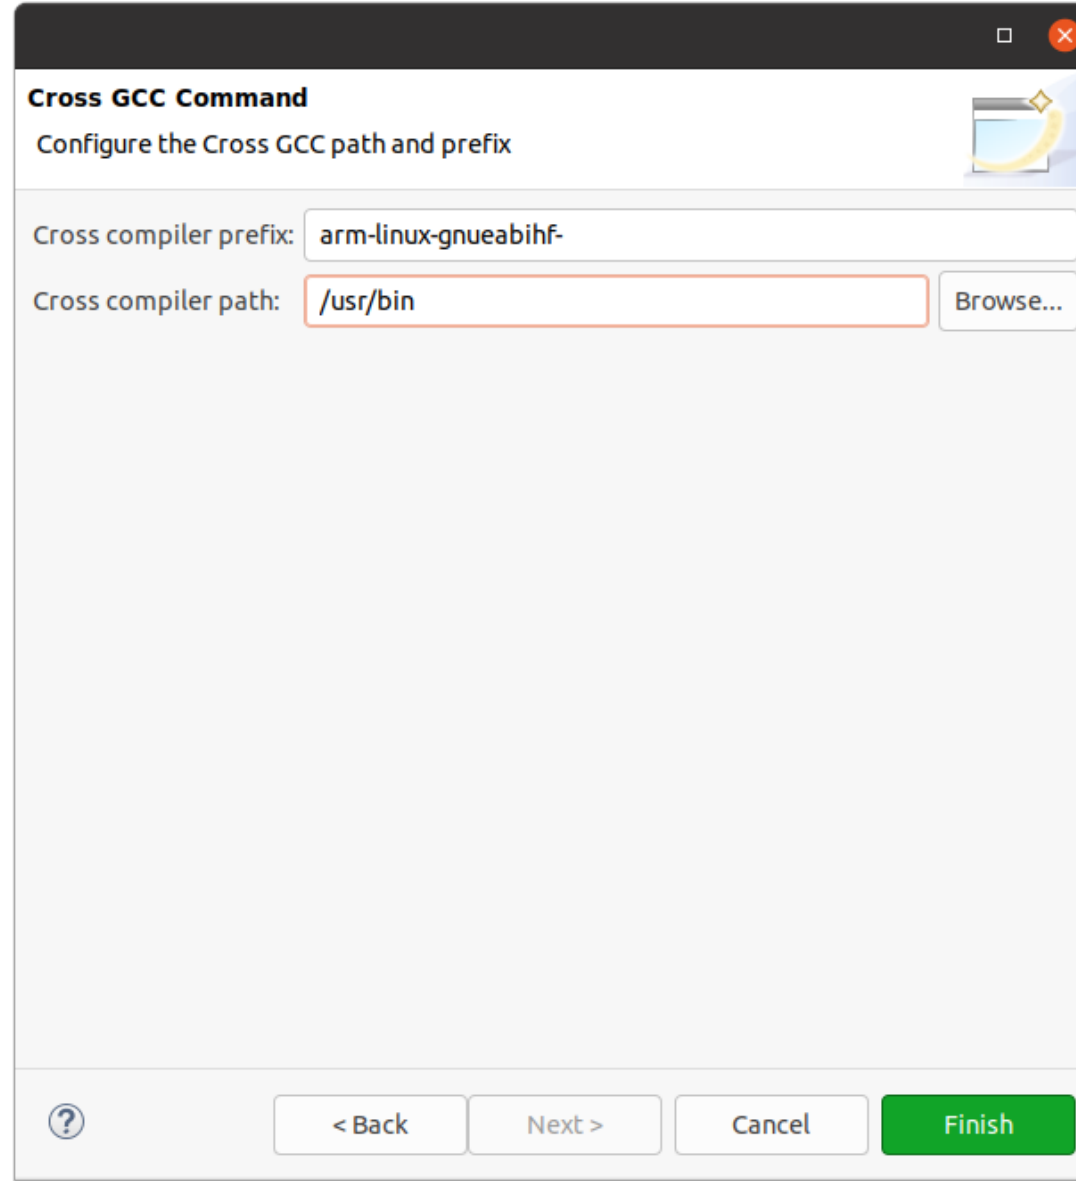 Cross GCC Command
Configure the Cross GCC path and prefix
Cross compiler prefix: arm-linux-gnueabihf-
Cross compiler path: /usr/bin Browse...
? < Back Next > Cancel Finish